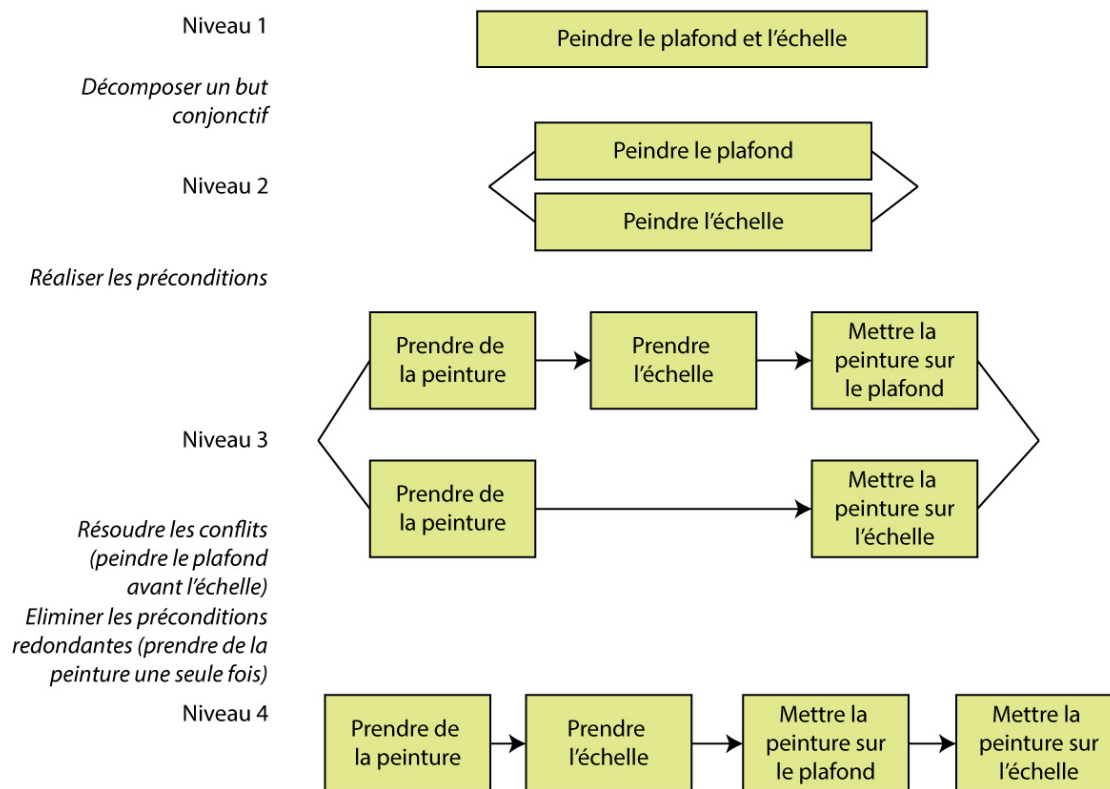 Niveau 1
Peindre le plafond et l’échelle
Décomposer un but
conjonctif
Peindre le plafond
Niveau 2
Peindre l’échelle
Réaliser les préconditions
Prendre de
la peinture
Prendre
l’échelle
Mettre la
peinture sur
le plafond
Niveau 3
Prendre de
la peinture
Mettre la
peinture sur
l’échelle
Résoudre les conflits
(peindre le plafond
avant l’échelle)
Eliminer les préconditions
redondantes (prendre de la
peinture une seule fois)
Niveau 4
Prendre de
la peinture
Prendre
l’échelle
Mettre la
peinture sur
le plafond
Mettre la
peinture sur
l’échelle